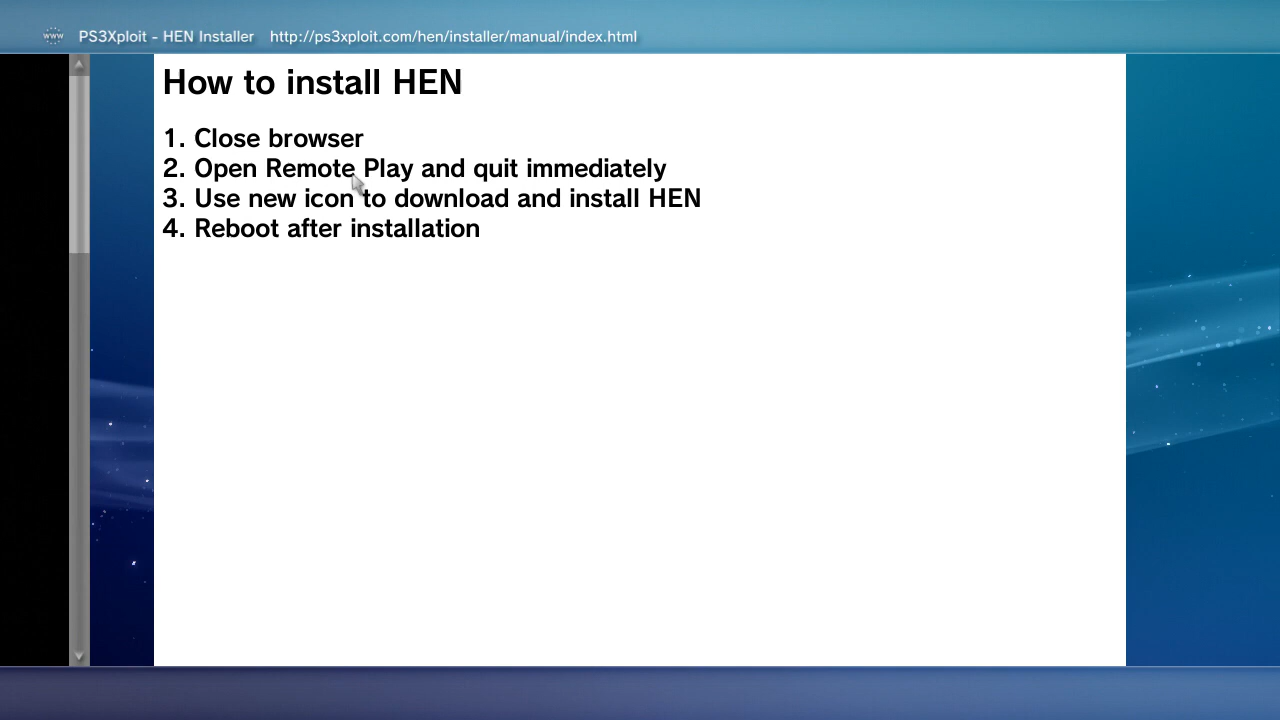 www PS3Xploit - HEN Installer http://ps3xploit.com/hen/installer/manual/index.html
How to install HEN
1. Close browser
2. Open Remote Play and quit immediately
3. Use new icon to download and install HEN
4. Reboot after installation